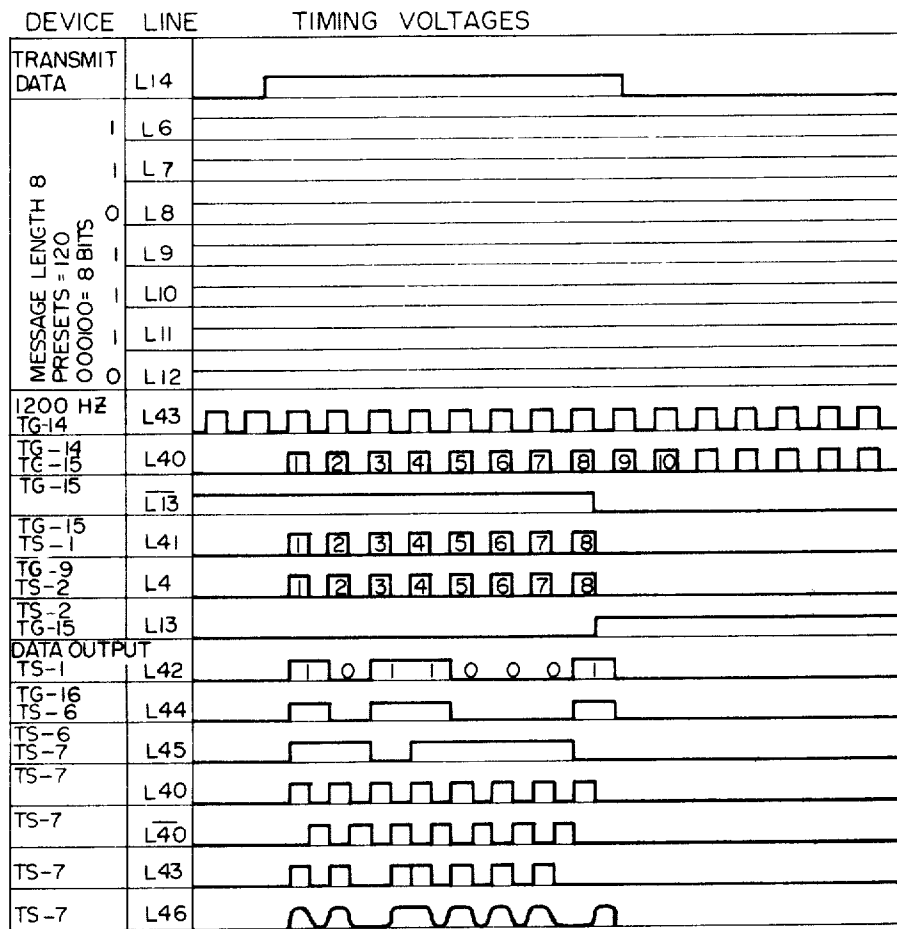 DEVICE LINE TIMING VOLTAGES
TRANSMIT
DATA L14
MESSAGE LENGTH 8
PRESETS = 120
000100 = 8 BITS
1 L6
1 L7
0 L8
1 L9
1 L10
1 L11
0 L12
1200 HZ
TG-14 L43
TG-14
TG-15 L40 1 2 3 4 5 6 7 8 9 10
TG-15
L̅1̅3̅
TG-15
TS-1 L41 1 2 3 4 5 6 7 8
TG-9
TS-2 L4 1 2 3 4 5 6 7 8
TS-2
TG-15 L13
DATA OUTPUT
TS-1 L42 1 0 1 1 0 0 0 1
TG-16
TS-6 L44
TS-6
TS-7 L45
TS-7
L40
TS-7
L̅4̅0̅
TS-7 L43
TS-7 L46